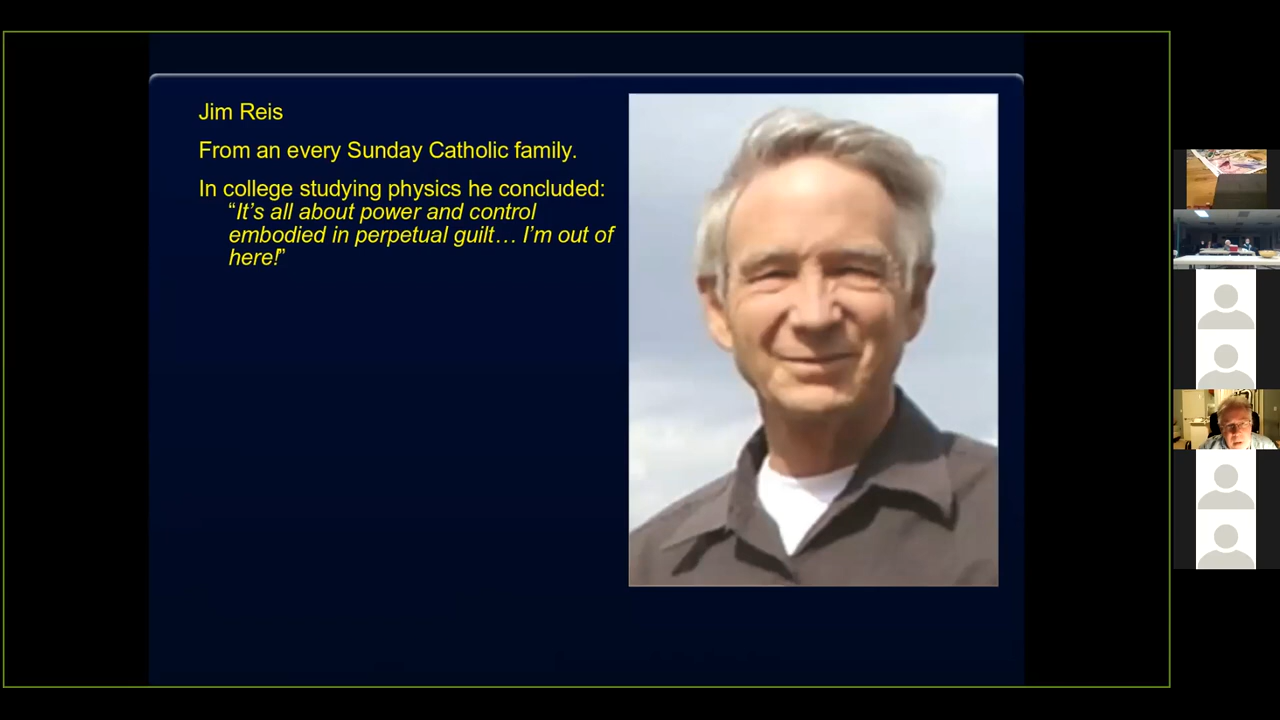 Jim Reis
From an every Sunday Catholic family.
In college studying physics he concluded:
“It’s all about power and control
embodied in perpetual guilt… I’m out of
here!”